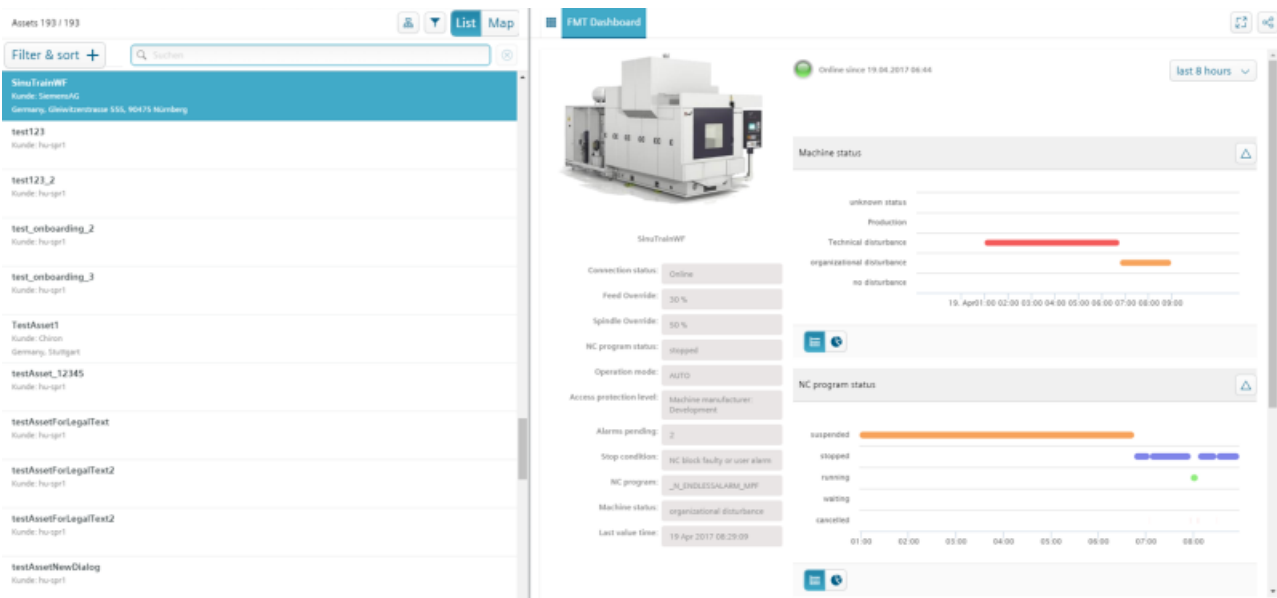 Assets 193 / 193
List
Map
Filter & sort +
Suchen
SinuTrainWF
Kunde: SiemensAG
Germany, Gleiwitzerstrasse 555, 90475 Nürnberg
test123
Kunde: hu-spr1
test123_2
Kunde: hu-spr1
test_onboarding_2
Kunde: hu-spr1
test_onboarding_3
Kunde: hu-spr1
TestAsset1
Kunde: Chiron
Germany, Stuttgart
testAsset_12345
Kunde: hu-spr1
testAssetForLegalText
Kunde: hu-spr1
testAssetForLegalText2
Kunde: hu-spr1
testAssetForLegalText2
Kunde: hu-spr1
testAssetNewDialog
Kunde: hu-spr1
FMT Dashboard
SinuTrainWF
Connection status: Online
Feed Override: 30 %
Spindle Override: 50 %
NC program status: stopped
Operation mode: AUTO
Access protection level: Machine manufacturer:
Development
Alarms pending: 2
Stop condition: NC block faulty or user alarm
NC program: _N_ENDLESSALARM_MPF
Machine status: organizational disturbance
Last value time: 19 Apr 2017 08:29:09
Online since 19.04.2017 06:44
last 8 hours
Machine status
unknown status
Production
Technical disturbance
organizational disturbance
no disturbance
19. Apr01:00 02:00 03:00 04:00 05:00 06:00 07:00 08:00 09:00
NC program status
suspended
stopped
running
waiting
cancelled
01:00 02:00 03:00 04:00 05:00 06:00 07:00 08:00